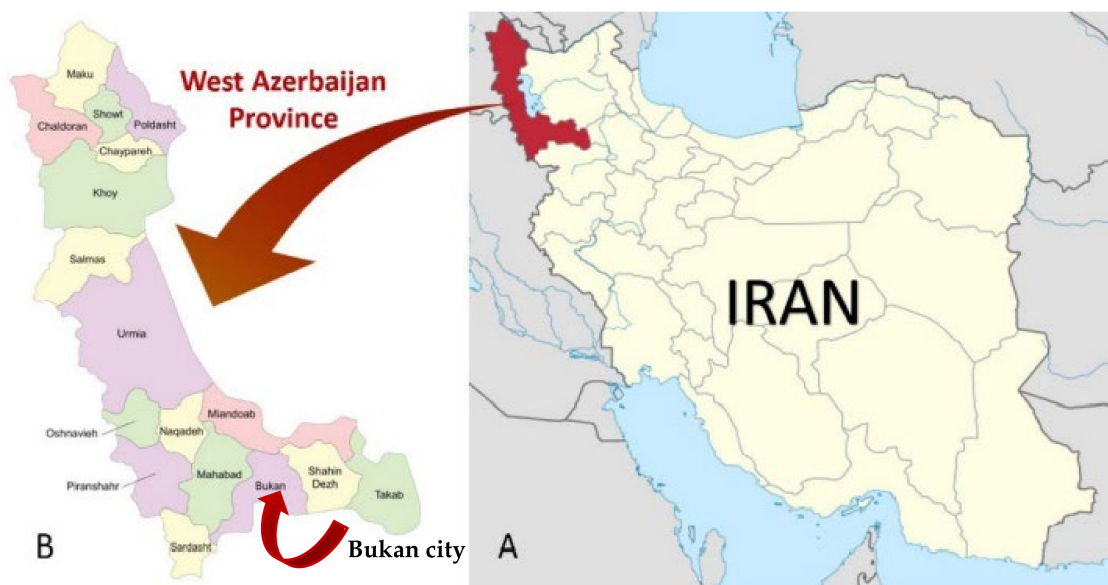 West Azerbaijan
Province
Maku
Showt
Chaldoran
Poldasht
Chaypareh
Khoy
Salmas
Urmia
Miandoab
Oshnavieh
Naqadeh
Mahabad
Shahin
Dezh
Piranshahr
Bukan
Takab
Sardasht
Bukan city
B
IRAN
A